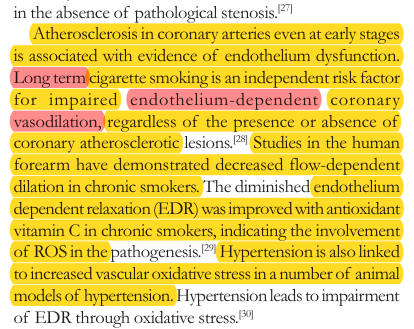 in the absence of pathological stenosis.[27]
Atherosclerosis in coronary arteries even at early stages
is associated with evidence of endothelium dysfunction.
Long term cigarette smoking is an independent risk factor
for impaired endothelium-dependent coronary
vasodilation, regardless of the presence or absence of
coronary atherosclerotic lesions.[28] Studies in the human
forearm have demonstrated decreased flow-dependent
dilation in chronic smokers. The diminished endothelium
dependent relaxation (EDR) was improved with antioxidant
vitamin C in chronic smokers, indicating the involvement
of ROS in the pathogenesis.[29] Hypertension is also linked
to increased vascular oxidative stress in a number of animal
models of hypertension. Hypertension leads to impairment
of EDR through oxidative stress.[30]